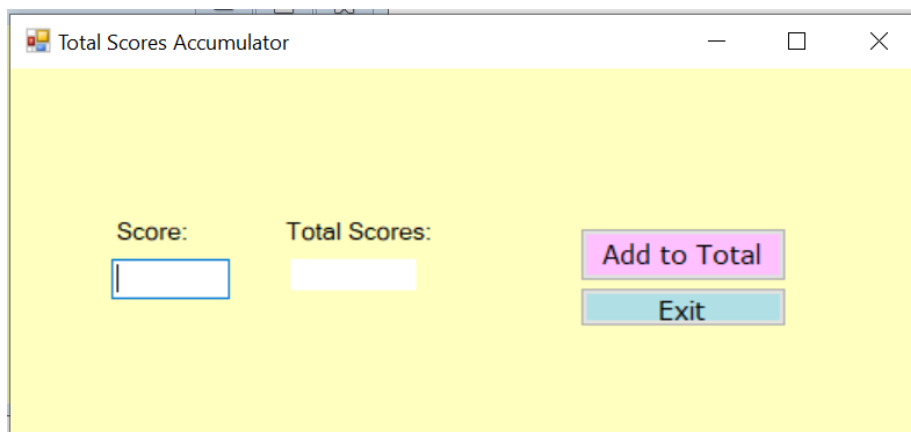 Total Scores Accumulator
Score:
Total Scores:
Add to Total
Exit